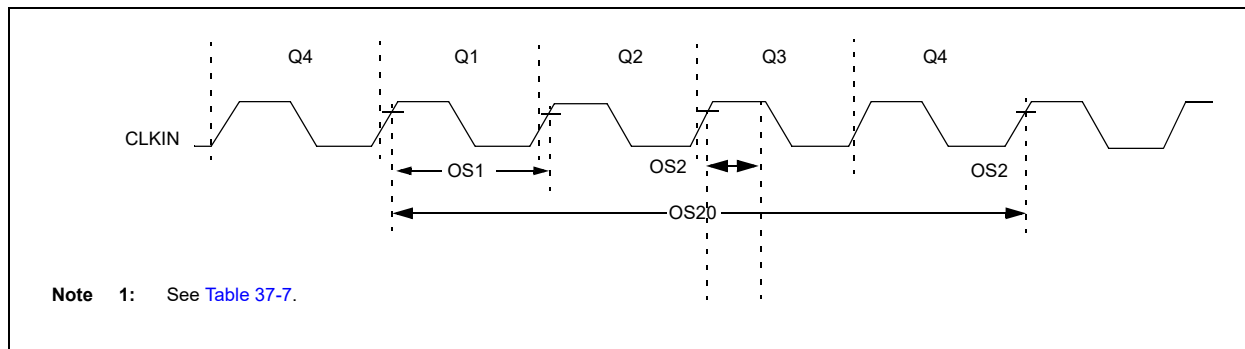 Q4 Q1 Q2 Q3 Q4
CLKIN
OS1 OS2 OS2
OS20
Note 1: See Table 37-7.